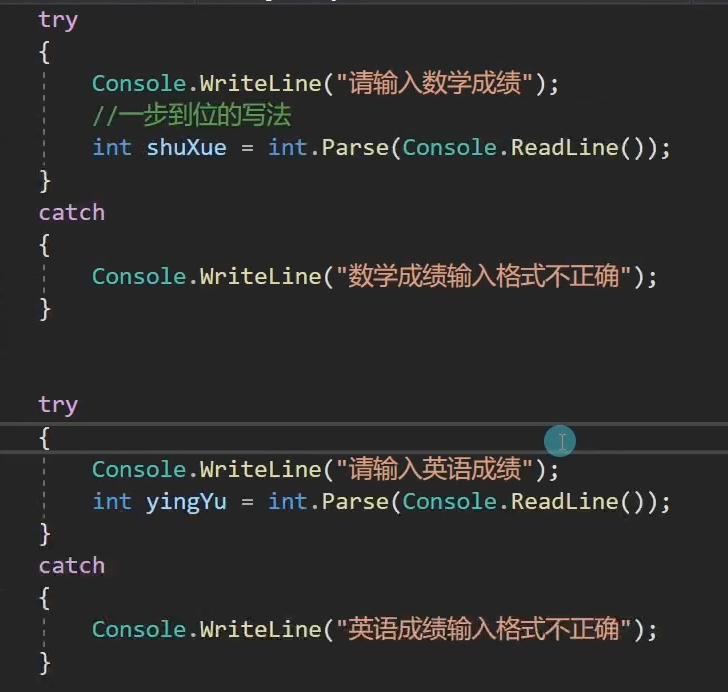 try
{
Console.WriteLine("请输入数学成绩");
//一步到位的写法
int shuXue = int.Parse(Console.ReadLine());
}
catch
{
Console.WriteLine("数学成绩输入格式不正确");
}
try
{
Console.WriteLine("请输入英语成绩");
int yingYu = int.Parse(Console.ReadLine());
}
catch
{
Console.WriteLine("英语成绩输入格式不正确");
}